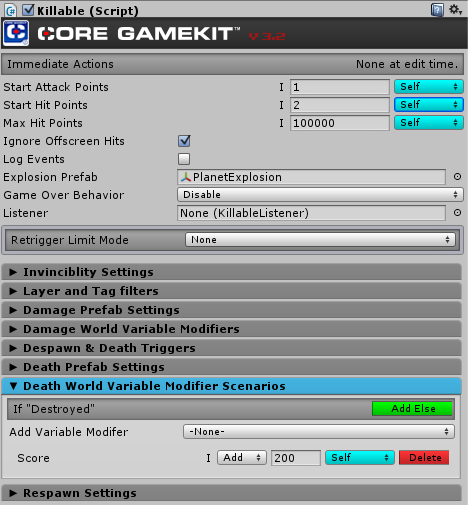 Killable (Script)
CORE GAMEKIT™ V 3.2
Immediate Actions None at edit time.
Start Attack Points I 1 Self
Start Hit Points I 2 Self
Max Hit Points I 100000 Self
Ignore Offscreen Hits
Log Events
Explosion Prefab PlanetExplosion
Game Over Behavior Disable
Listener None (KillableListener)
Retrigger Limit Mode None
Invinciblity Settings
Layer and Tag filters
Damage Prefab Settings
Damage World Variable Modifiers
Despawn & Death Triggers
Death Prefab Settings
Death World Variable Modifier Scenarios
If "Destroyed" Add Else
Add Variable Modifer -None-
Score I Add 200 Self Delete
Respawn Settings